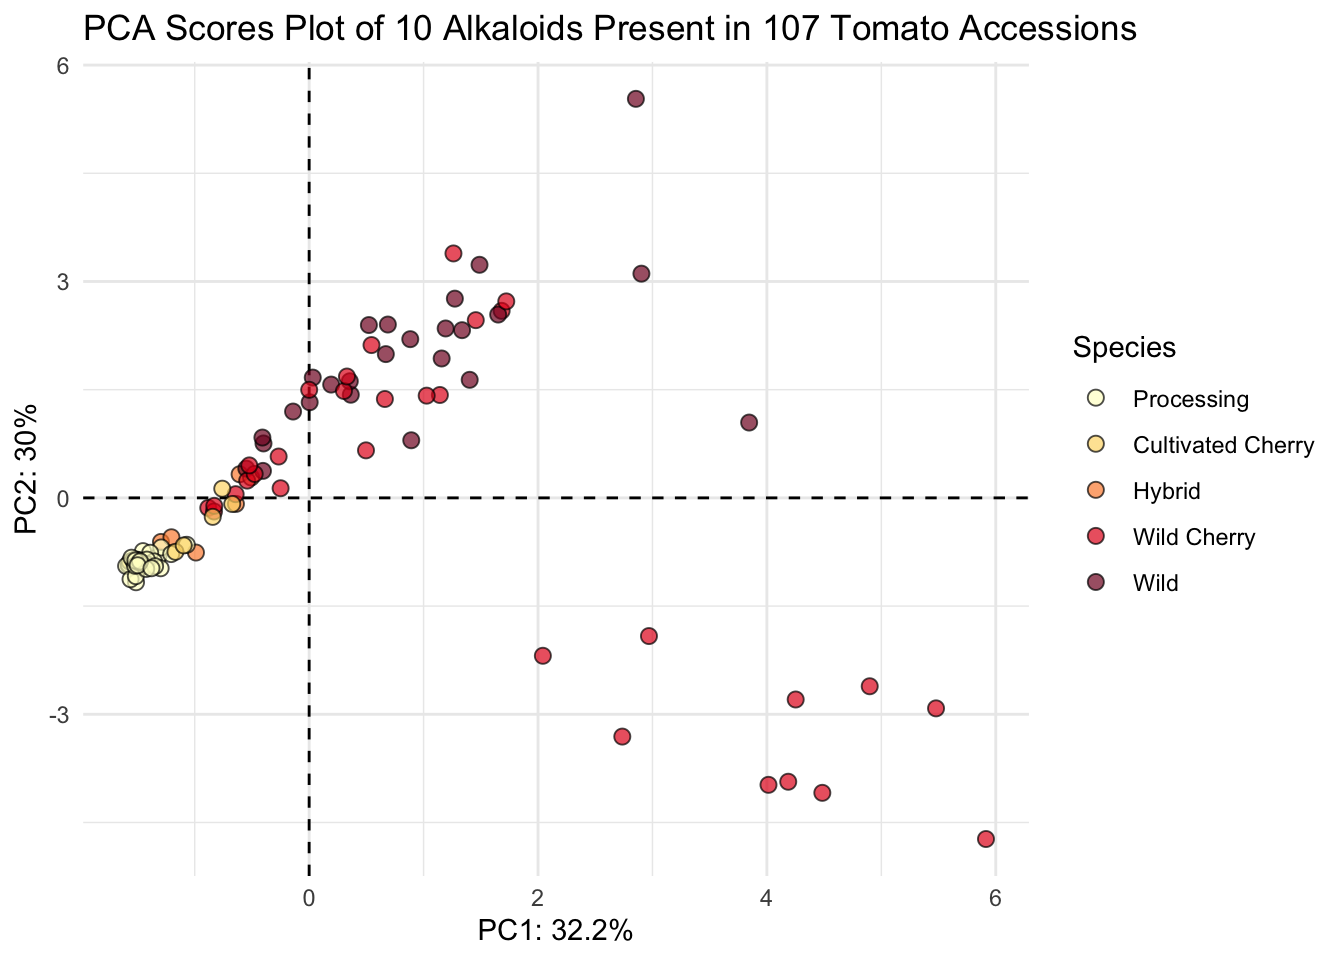 PCA Scores Plot of 10 Alkaloids Present in 107 Tomato Accessions
6
3
0
-3
PC2: 30%
0
2
4
6
PC1: 32.2%
Species
Processing
Cultivated Cherry
Hybrid
Wild Cherry
Wild